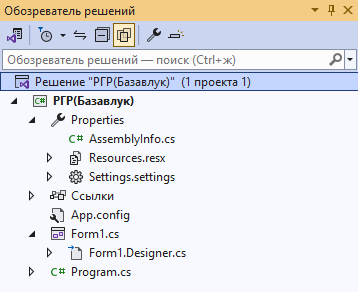 Обозреватель решений
Обозреватель решений — поиск (Ctrl+ж)
Решение "РГР(Базавлук)" (1 проекта 1)
РГР(Базавлук)
Properties
AssemblyInfo.cs
Resources.resx
Settings.settings
Ссылки
App.config
Form1.cs
Form1.Designer.cs
Program.cs